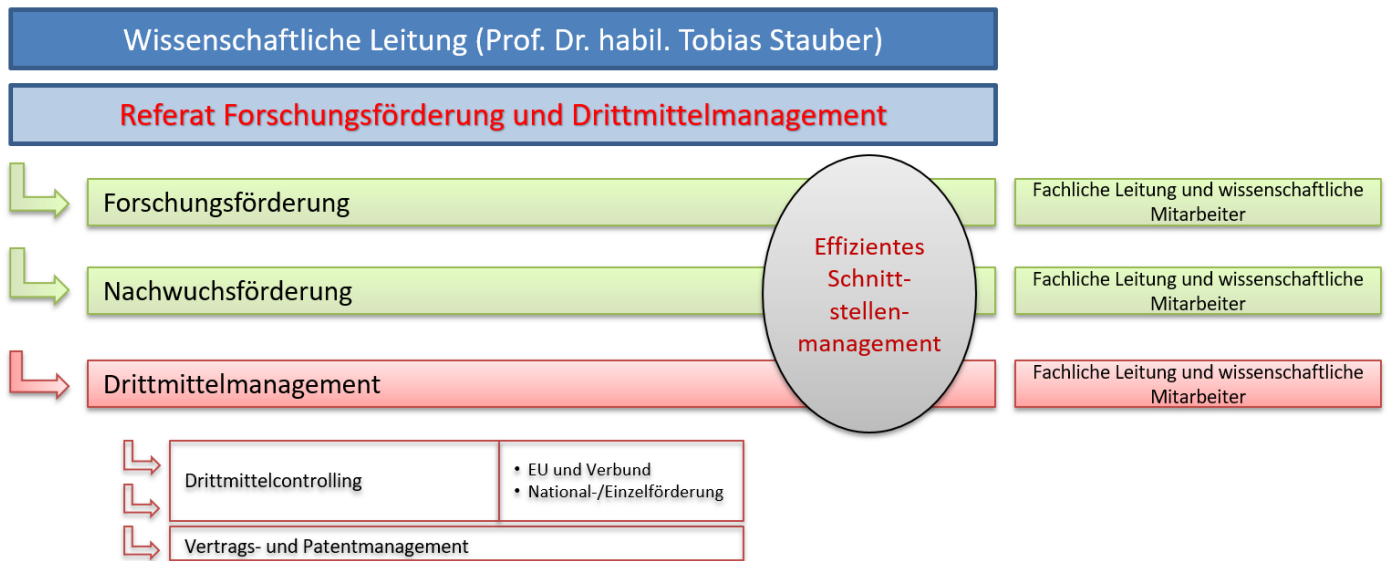 Wissenschaftliche Leitung (Prof. Dr. habil. Tobias Stauber)
Referat Forschungsförderung und Drittmittelmanagement
Forschungsförderung
Fachliche Leitung und wissenschaftliche
Mitarbeiter
Nachwuchsförderung
Fachliche Leitung und wissenschaftliche
Mitarbeiter
Effizientes
Schnitt-
stellen-
management
Drittmittelmanagement
Fachliche Leitung und wissenschaftliche
Mitarbeiter
Drittmittelcontrolling
• EU und Verbund
• National-/Einzelförderung
Vertrags- und Patentmanagement